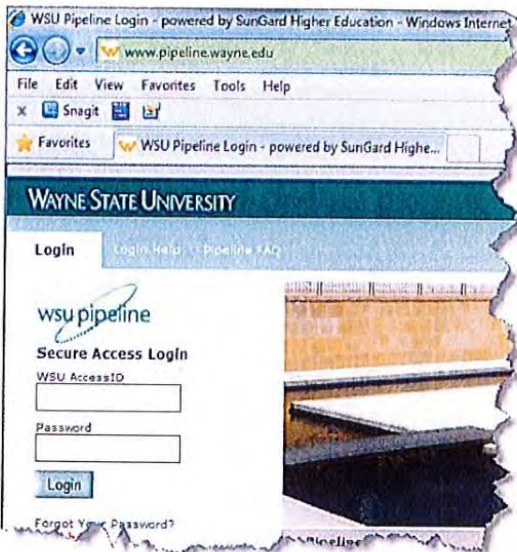 WSU Pipeline Login - powered by SunGard Higher Education - Windows Internet
www.pipeline.wayne.edu
File Edit View Favorites Tools Help
x Snagit
Favorites WSU Pipeline Login - powered by SunGard Highe...
WAYNE STATE UNIVERSITY
Login Login Help Pipeline FAQ
wsu pipeline
Secure Access Login
WSU AccessID
Password
Login
Forgot Your Password?
Pipeline